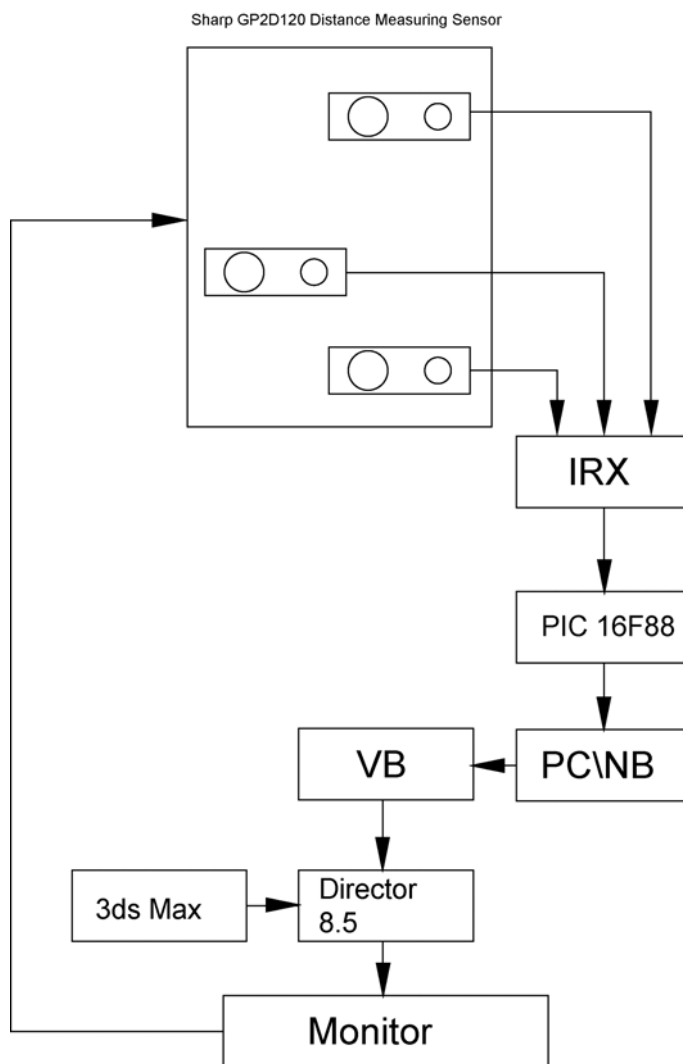 Sharp GP2D120 Distance Measuring Sensor
IRX
PIC 16F88
VB
PC\NB
3ds Max
Director
8.5
Monitor